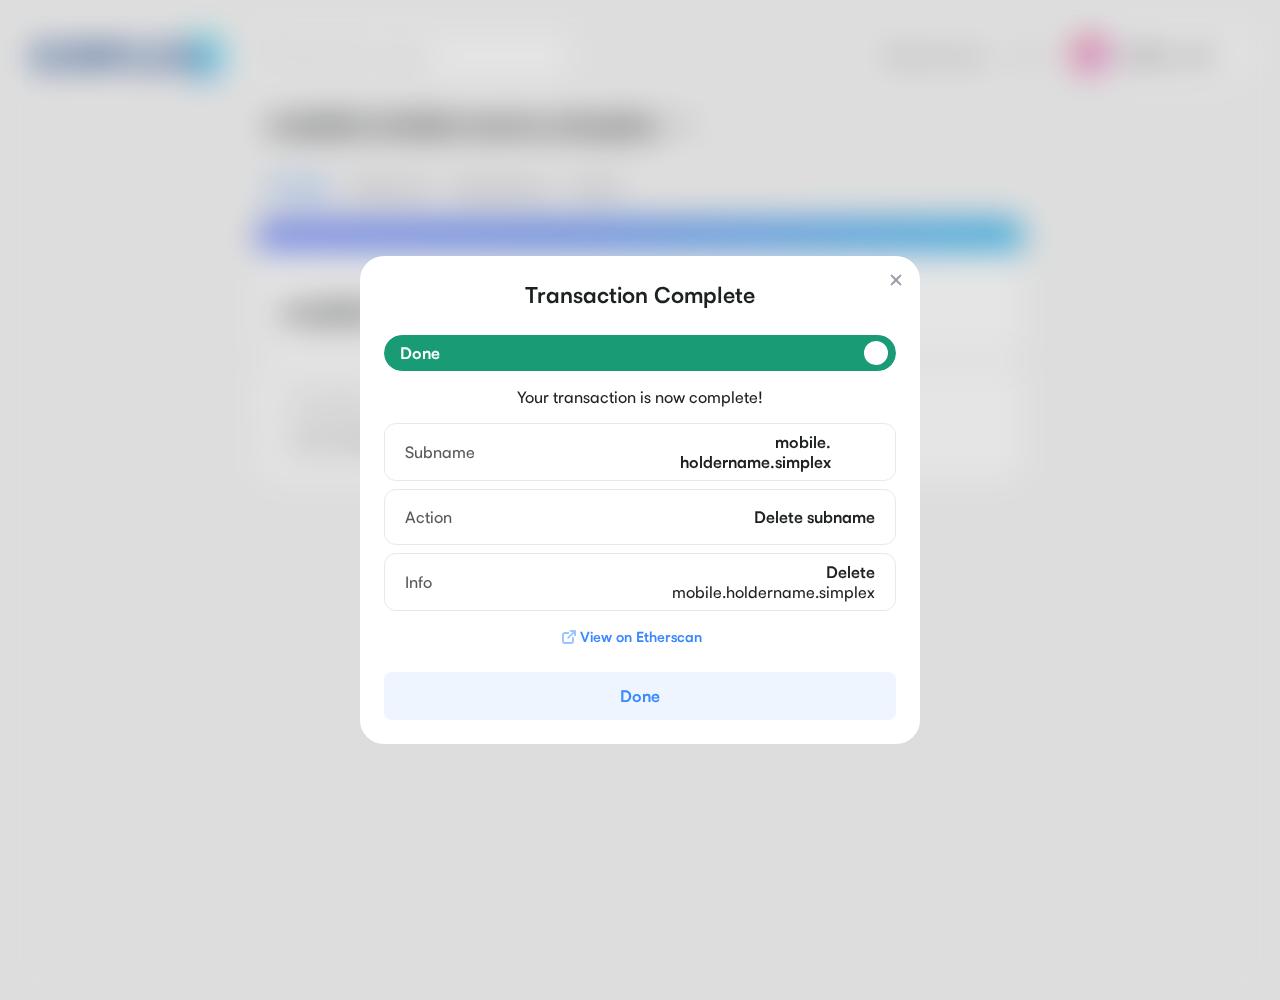 Transaction Complete
Done
Your transaction is now complete!
Subname
mobile.
holdername.simplex
Action
Delete subname
Info
Delete
mobile.holdername.simplex
View on Etherscan
Done